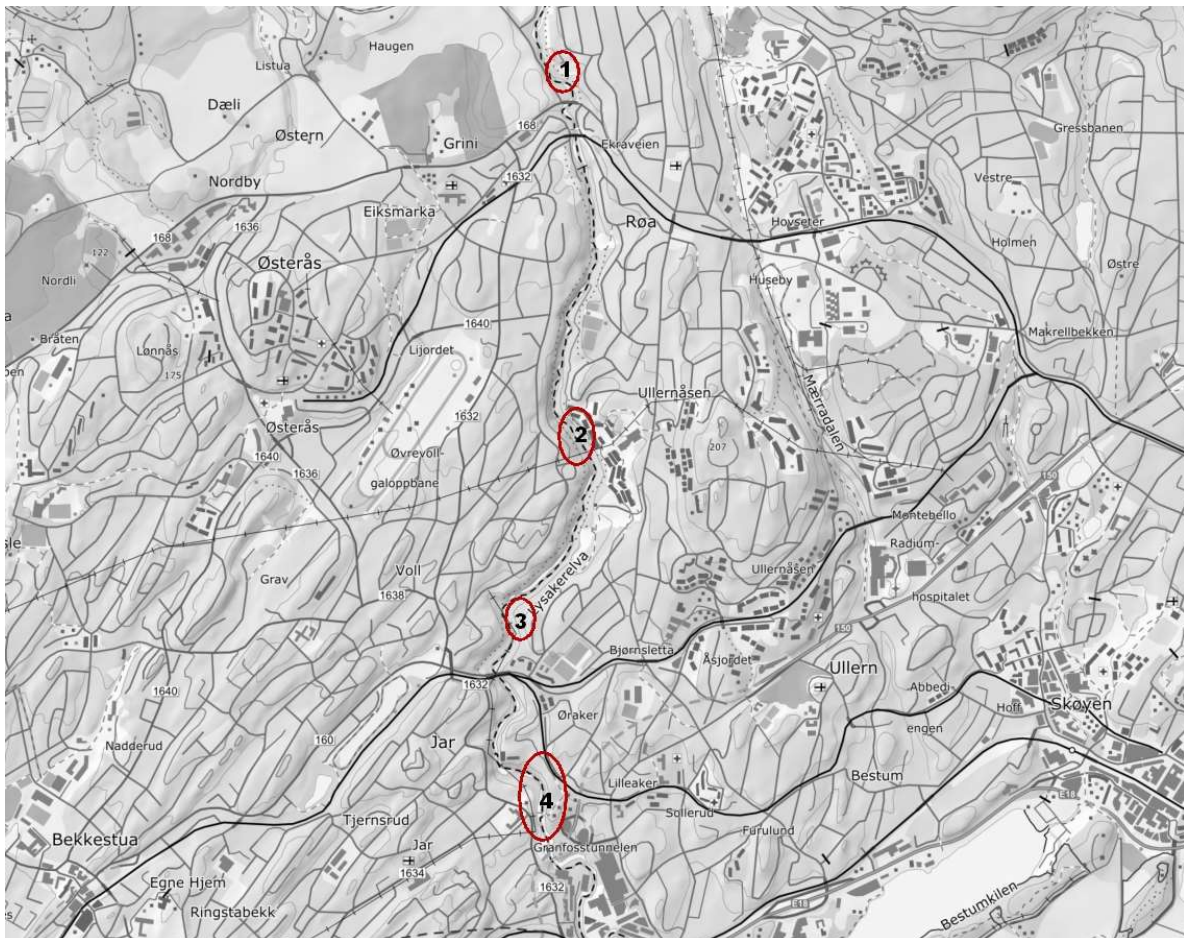 Haugen
Listua
1
Dæli
Østern
Grini
168
Ekraveien
Gressbanen
1632
Nordby
Eiksmarka
Vestre
Røa
Hovseter
1636
168
122
Holmen
Østerås
Østre
Nordli
Huseby
1640
Makrellbekken
Bråten
Lønnås
175
Lijordet
Mærradalen
Ullernåsen
1632
2
Østerås
207
1640
Øvrevoll-
galoppbane
1636
150
Montebello
Radium-
Voll
Grav
Ullernåsen
1638
Lysakerelva
hospitalet
3
150
Bjørnsletta
Åsjordet
Ullern
1632
1640
Abbedi-
engen
Hoff
Skøyen
Øraker
160
Nadderud
Jar
Lilleaker
Bestum
4
E18
Sollerud
Tjernsrud
Furulund
Bekkestua
Jar
Granfosstunnelen
1634
Egne Hjem
1632
Bestumkilen
E18
Ringstabekk